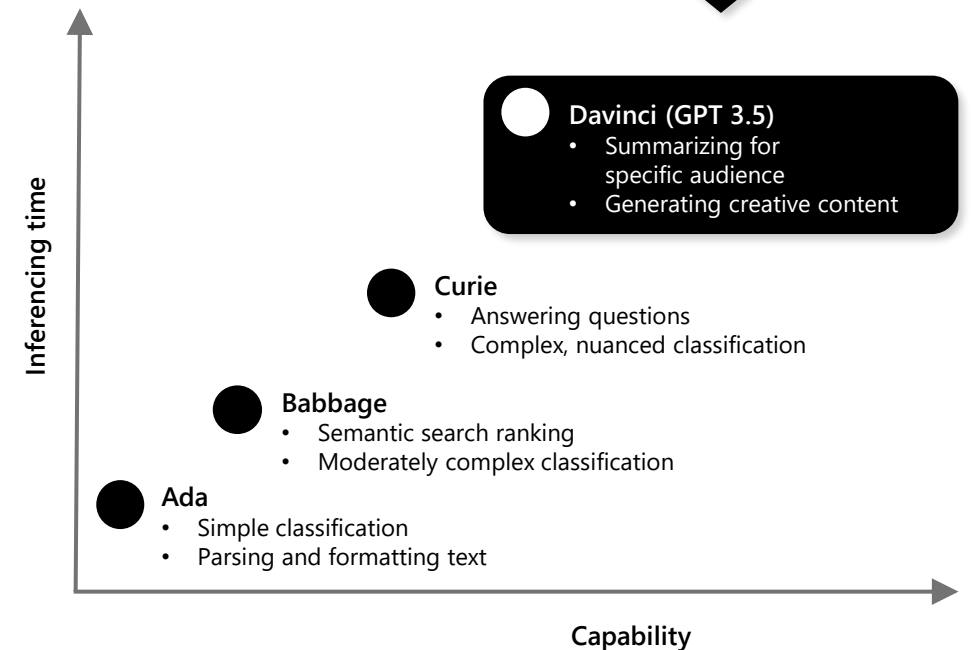 Inferencing time
Davinci (GPT 3.5)
• Summarizing for
specific audience
• Generating creative content
Curie
• Answering questions
• Complex, nuanced classification
Babbage
• Semantic search ranking
• Moderately complex classification
Ada
• Simple classification
• Parsing and formatting text
Capability